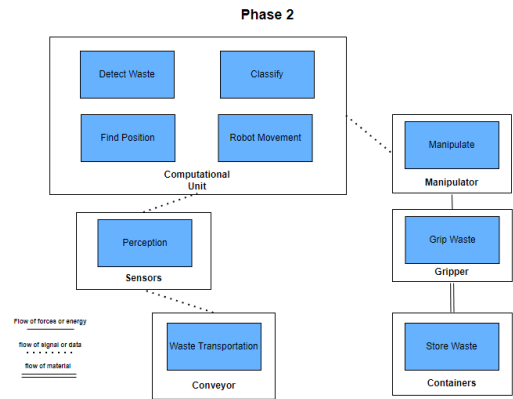 Phase 2
Detect Waste
Classify
Find Position
Robot Movement
Computational
Unit
Manipulate
Manipulator
Perception
Sensors
Grip Waste
Gripper
Flow of forces or energy
flow of signal or data
flow of material
Waste Transportation
Conveyor
Store Waste
Containers